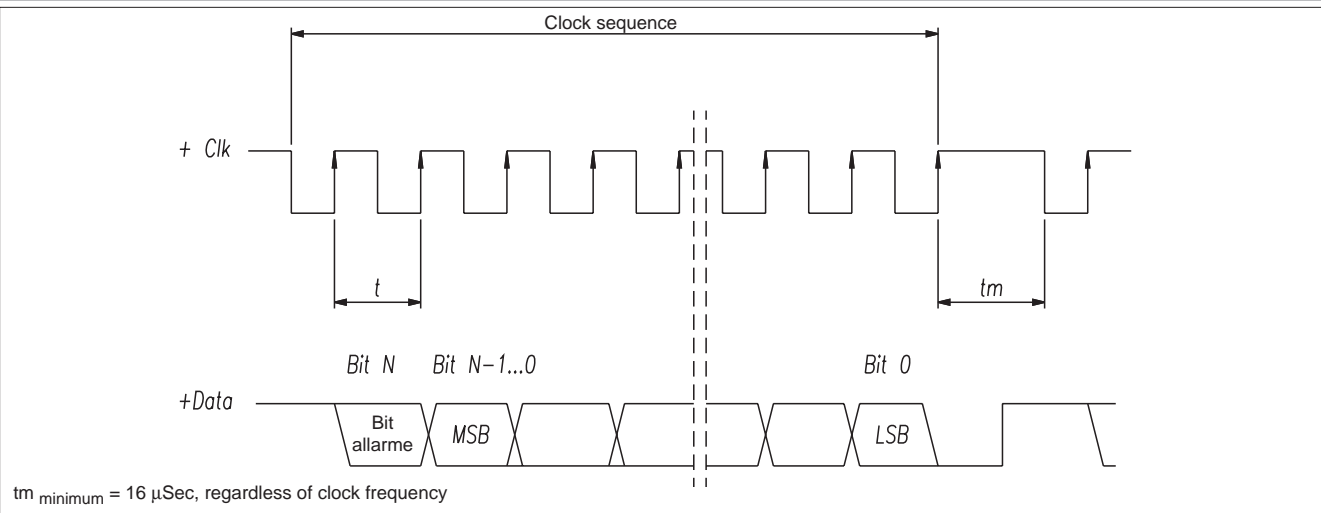 Clock sequence
+ Clk
t
tm
Bit N
Bit N-1...0
Bit 0
+Data
Bit
allarme
MSB
LSB
tm minimum = 16 μSec, regardless of clock frequency